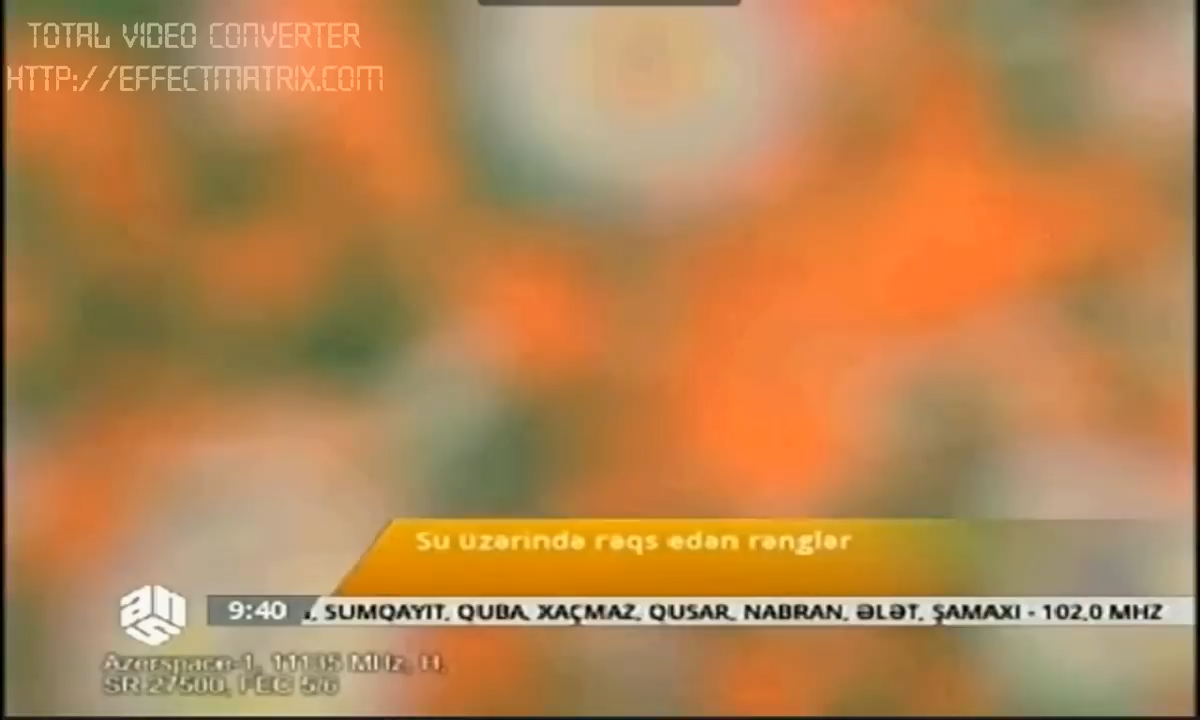 TOTAL VIDEO CONVERTER
HTTP://EFFECTMATRIX.COM
Su üzərində rəqs edən rənglər
ans
9:40
SUMQAYIT, QUBA, XAÇMAZ, QUSAR, NABRAN, ƏLƏT, ŞAMAXI - 102,0 MHZ
Azerspace-1, 11135 MHz, H,
SR 27500, FEC 5/6